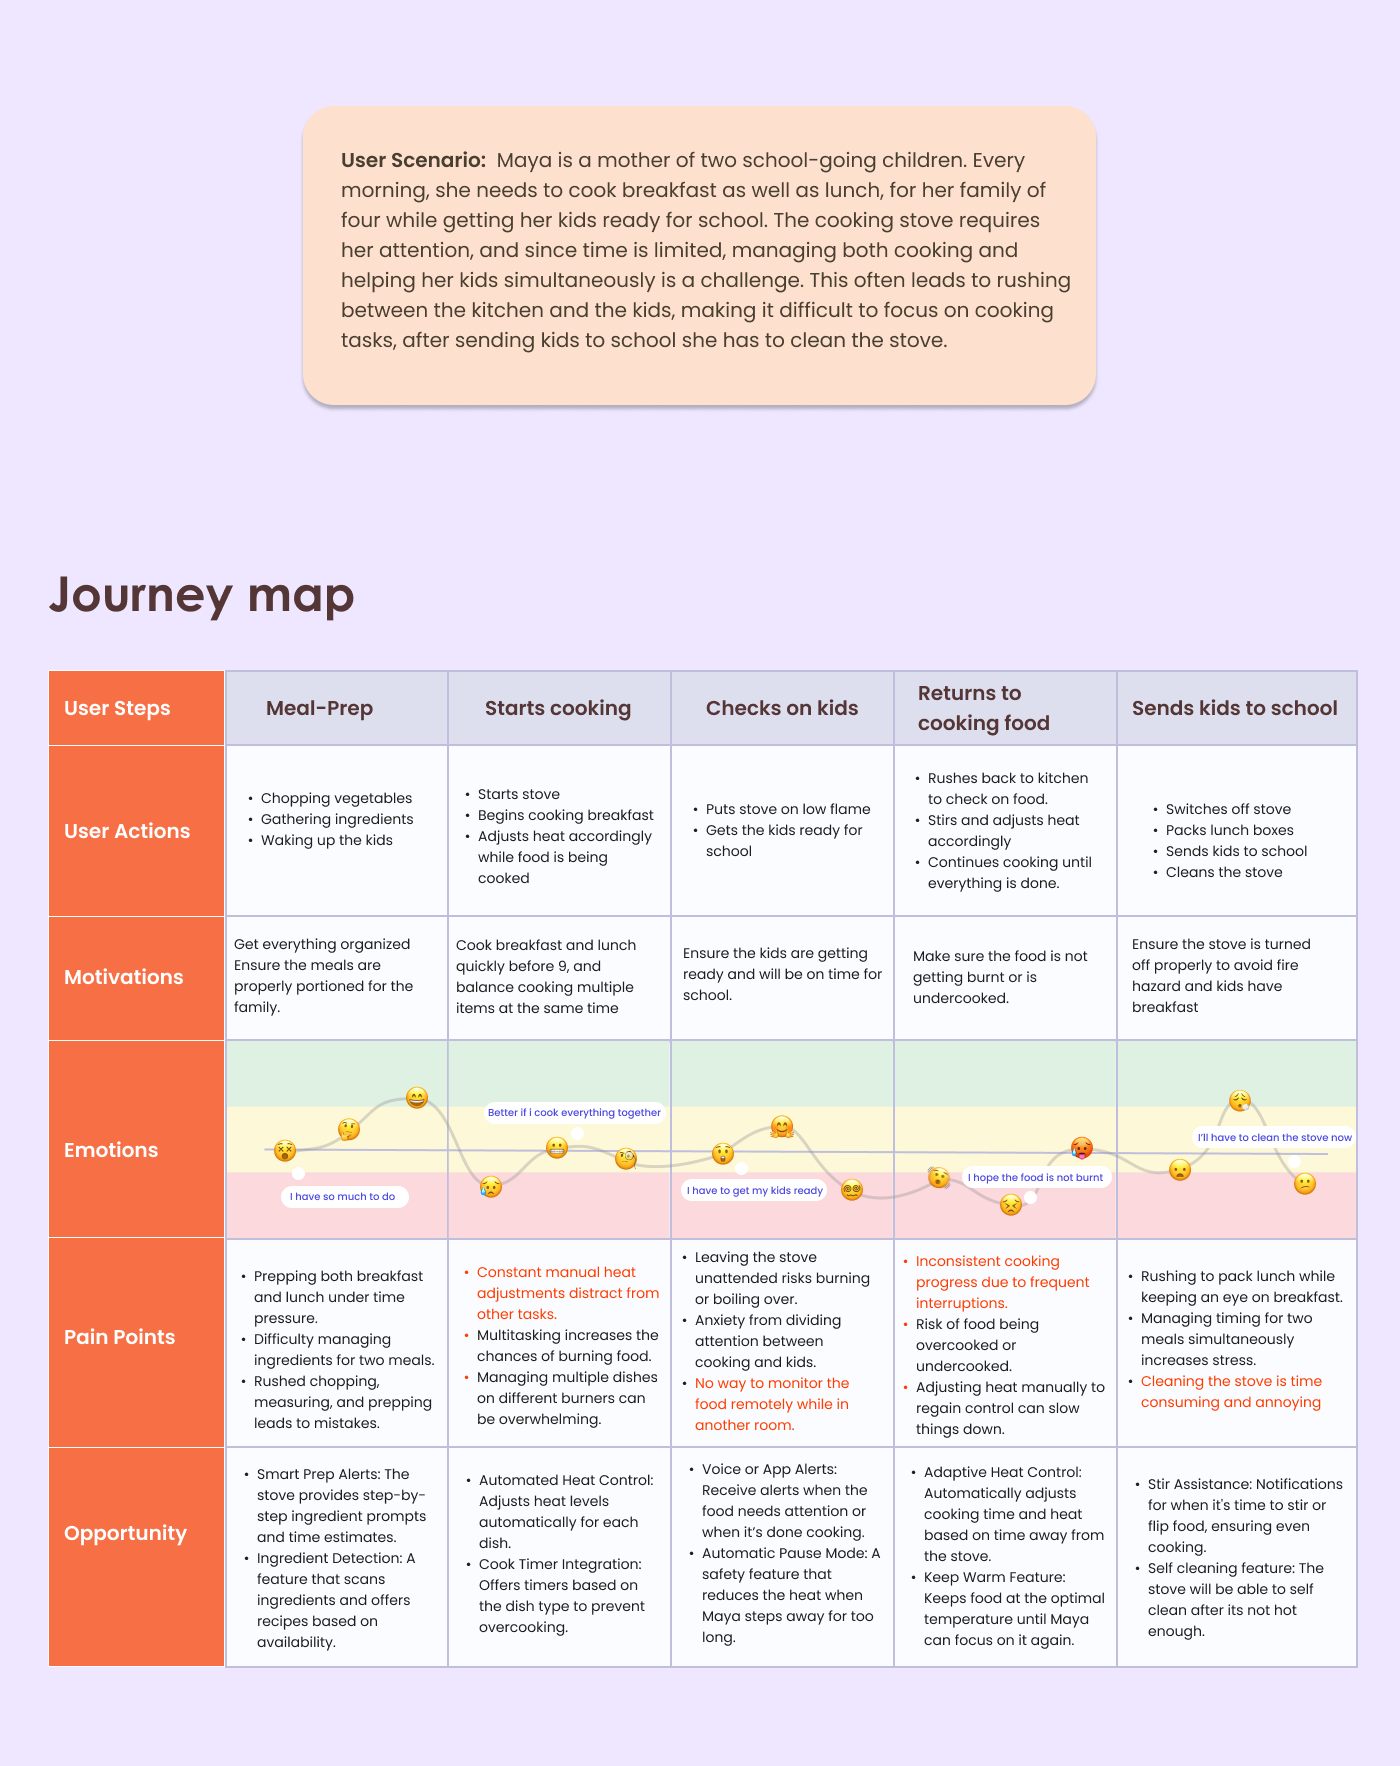 User Scenario: Maya is a mother of two school-going children. Every
morning, she needs to cook breakfast as well as lunch, for her family of
four while getting her kids ready for school. The cooking stove requires
her attention, and since time is limited, managing both cooking and
helping her kids simultaneously is a challenge. This often leads to rushing
between the kitchen and the kids, making it difficult to focus on cooking
tasks, after sending kids to school she has to clean the stove.
Journey map
User Steps
Meal-Prep
Starts cooking
Checks on kids
Returns to
cooking food
Sends kids to school
User Actions
• Chopping vegetables
• Gathering ingredients
• Waking up the kids
• Starts stove
• Begins cooking breakfast
• Adjusts heat accordingly
while food is being
cooked
• Puts stove on low flame
• Gets the kids ready for
school
• Rushes back to kitchen
to check on food.
• Stirs and adjusts heat
accordingly
• Continues cooking until
everything is done.
• Switches off stove
• Packs lunch boxes
• Sends kids to school
• Cleans the stove
Motivations
Get everything organized
Ensure the meals are
properly portioned for the
family.
Cook breakfast and lunch
quickly before 9, and
balance cooking multiple
items at the same time
Ensure the kids are getting
ready and will be on time for
school.
Make sure the food is not
getting burnt or is
undercooked.
Ensure the stove is turned
off properly to avoid fire
hazard and kids have
breakfast
Emotions
I have so much to do
Better if i cook everything together
I have to get my kids ready
I hope the food is not burnt
I'll have to clean the stove now
Pain Points
• Prepping both breakfast
and lunch under time
pressure.
• Difficulty managing
ingredients for two meals.
• Rushed chopping,
measuring, and prepping
leads to mistakes.
• Constant manual heat
adjustments distract from
other tasks.
• Multitasking increases the
chances of burning food.
• Managing multiple dishes
on different burners can
be overwhelming.
• Leaving the stove
unattended risks burning
or boiling over.
• Anxiety from dividing
attention between
cooking and kids.
• No way to monitor the
food remotely while in
another room.
• Inconsistent cooking
progress due to frequent
interruptions.
• Risk of food being
overcooked or
undercooked.
• Adjusting heat manually to
regain control can slow
things down.
• Rushing to pack lunch while
keeping an eye on breakfast.
• Managing timing for two
meals simultaneously
increases stress.
• Cleaning the stove is time
consuming and annoying
Opportunity
• Smart Prep Alerts: The
stove provides step-by-
step ingredient prompts
and time estimates.
• Ingredient Detection: A
feature that scans
ingredients and offers
recipes based on
availability.
• Automated Heat Control:
Adjusts heat levels
automatically for each
dish.
• Cook Timer Integration:
Offers timers based on
the dish type to prevent
overcooking.
• Voice or App Alerts:
Receive alerts when the
food needs attention or
when it's done cooking.
• Automatic Pause Mode: A
safety feature that
reduces the heat when
Maya steps away for too
long.
• Adaptive Heat Control:
Automatically adjusts
cooking time and heat
based on time away from
the stove.
• Keep Warm Feature:
Keeps food at the optimal
temperature until Maya
can focus on it again.
• Stir Assistance: Notifications
for when it's time to stir or
flip food, ensuring even
cooking.
• Self cleaning feature: The
stove will be able to self
clean after its not hot
enough.